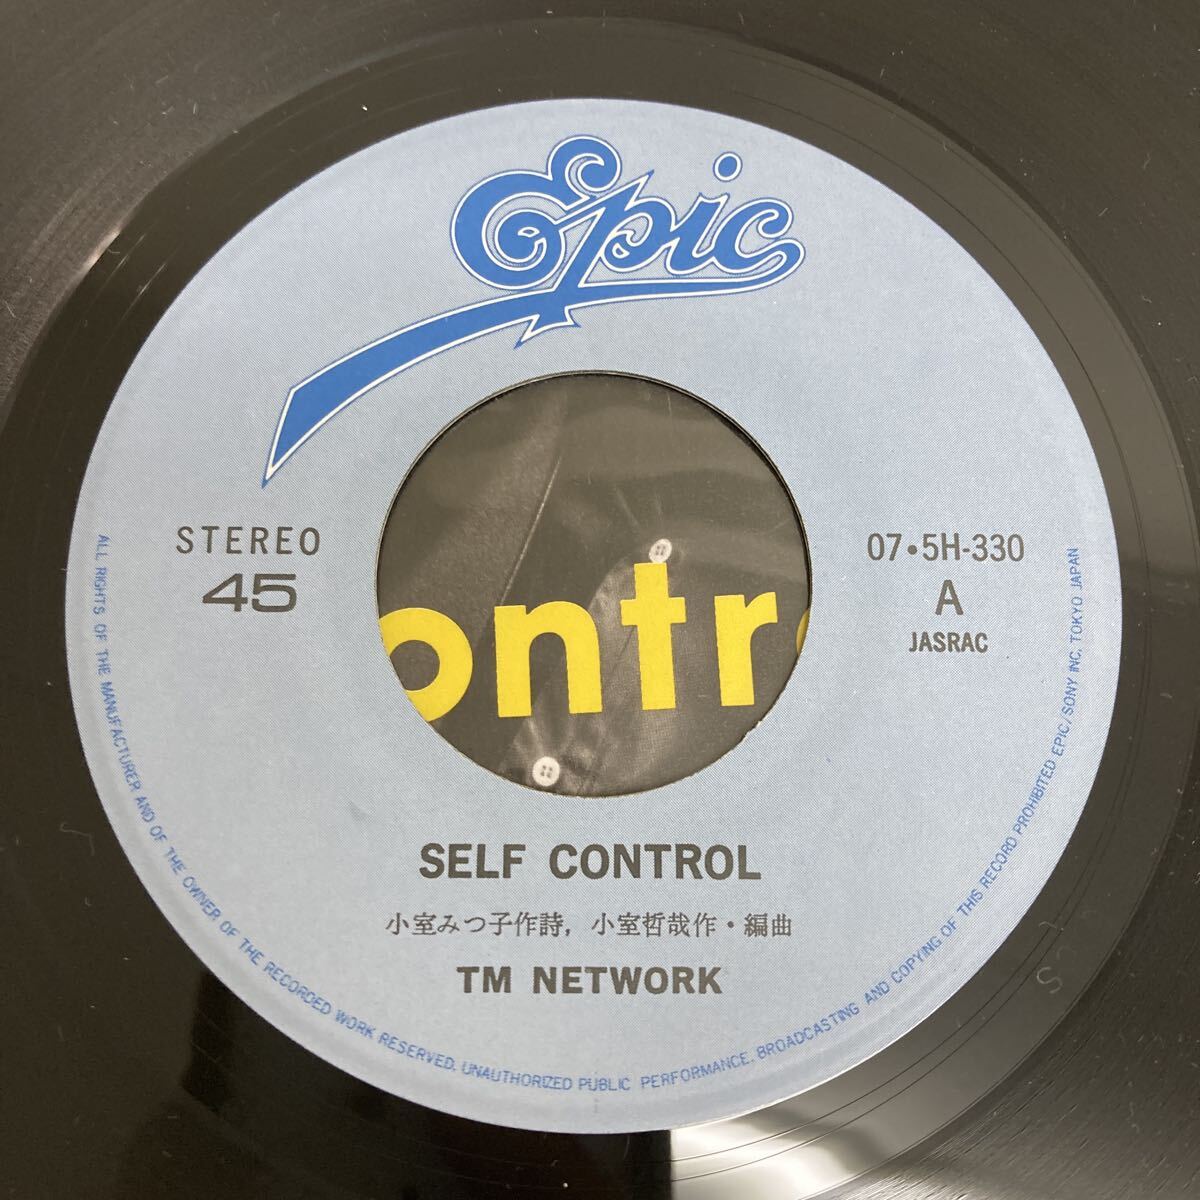 Epic
STEREO
45
07・5H-330
A
JASRAC
ontr
SELF CONTROL
小室みつ子作詩, 小室哲哉作・編曲
TM NETWORK
ALL RIGHTS OF THE MANUFACTURER AND OF THE OWNER OF THE RECORDED WORK RESERVED. UNAUTHORIZED PUBLIC PERFORMANCE. BROADCASTING AND COPYING OF THIS RECORD PROHIBITED EPIC/SONY INC. TOKYO JAPAN